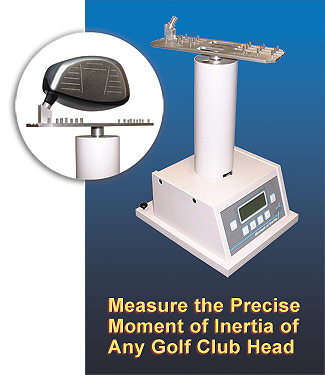 Measure the Precise
Moment of Inertia of
Any Golf Club Head